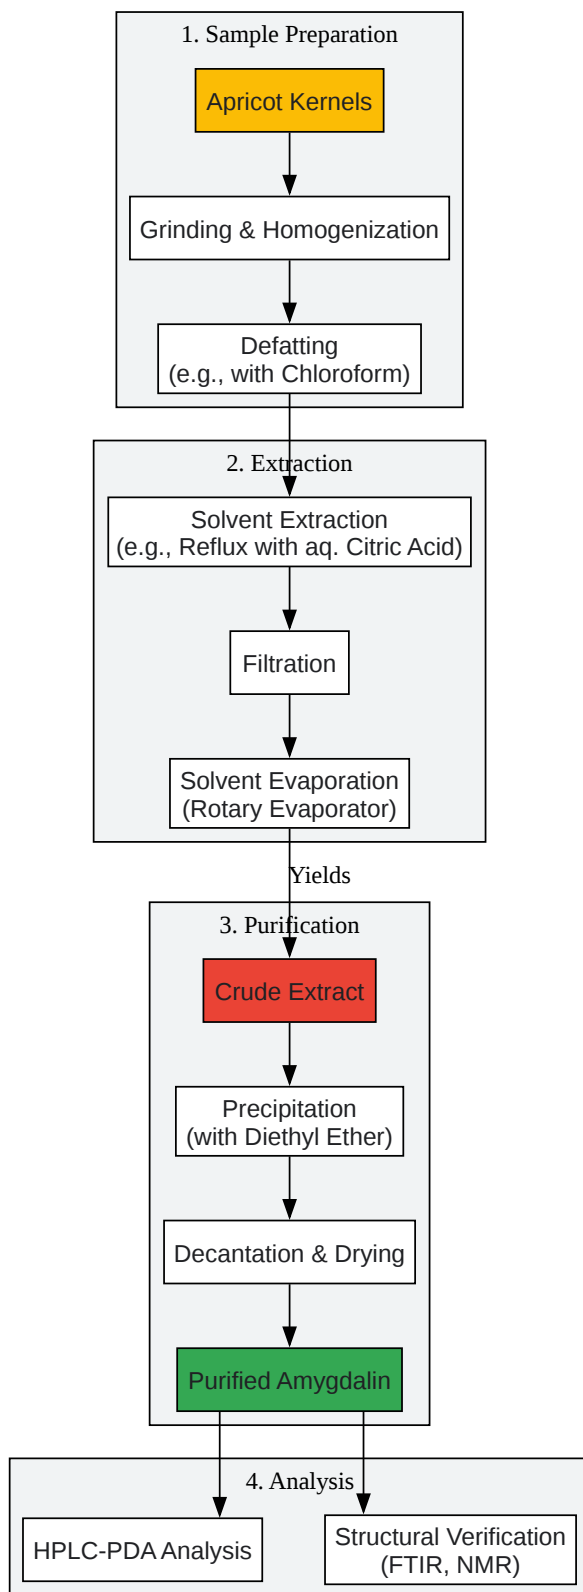 1. Sample Preparation
Apricot Kernels
Grinding & Homogenization
Defatting
(e.g., with Chloroform)
2. Extraction
Solvent Extraction
(e.g., Reflux with aq. Citric Acid)
Filtration
Solvent Evaporation
(Rotary Evaporator)
Yields
3. Purification
Crude Extract
Precipitation
(with Diethyl Ether)
Decantation & Drying
Purified Amygdalin
4. Analysis
HPLC-PDA Analysis
Structural Verification
(FTIR, NMR)